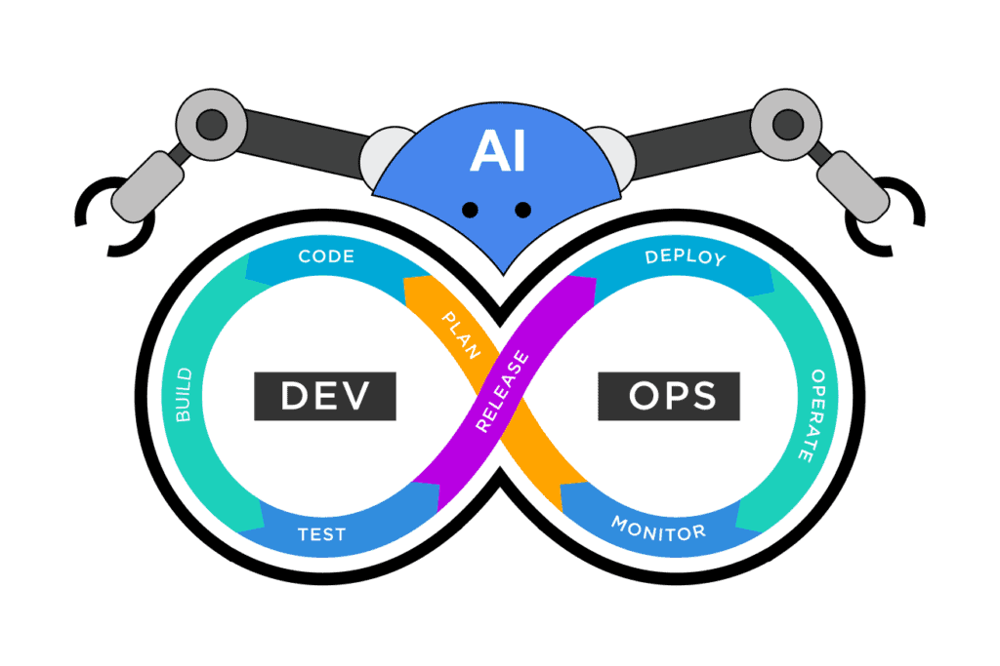 AI
CODE
DEPLOY
PLAN
RELEASE
BUILD
DEV
OPS
OPERATE
TEST
MONITOR